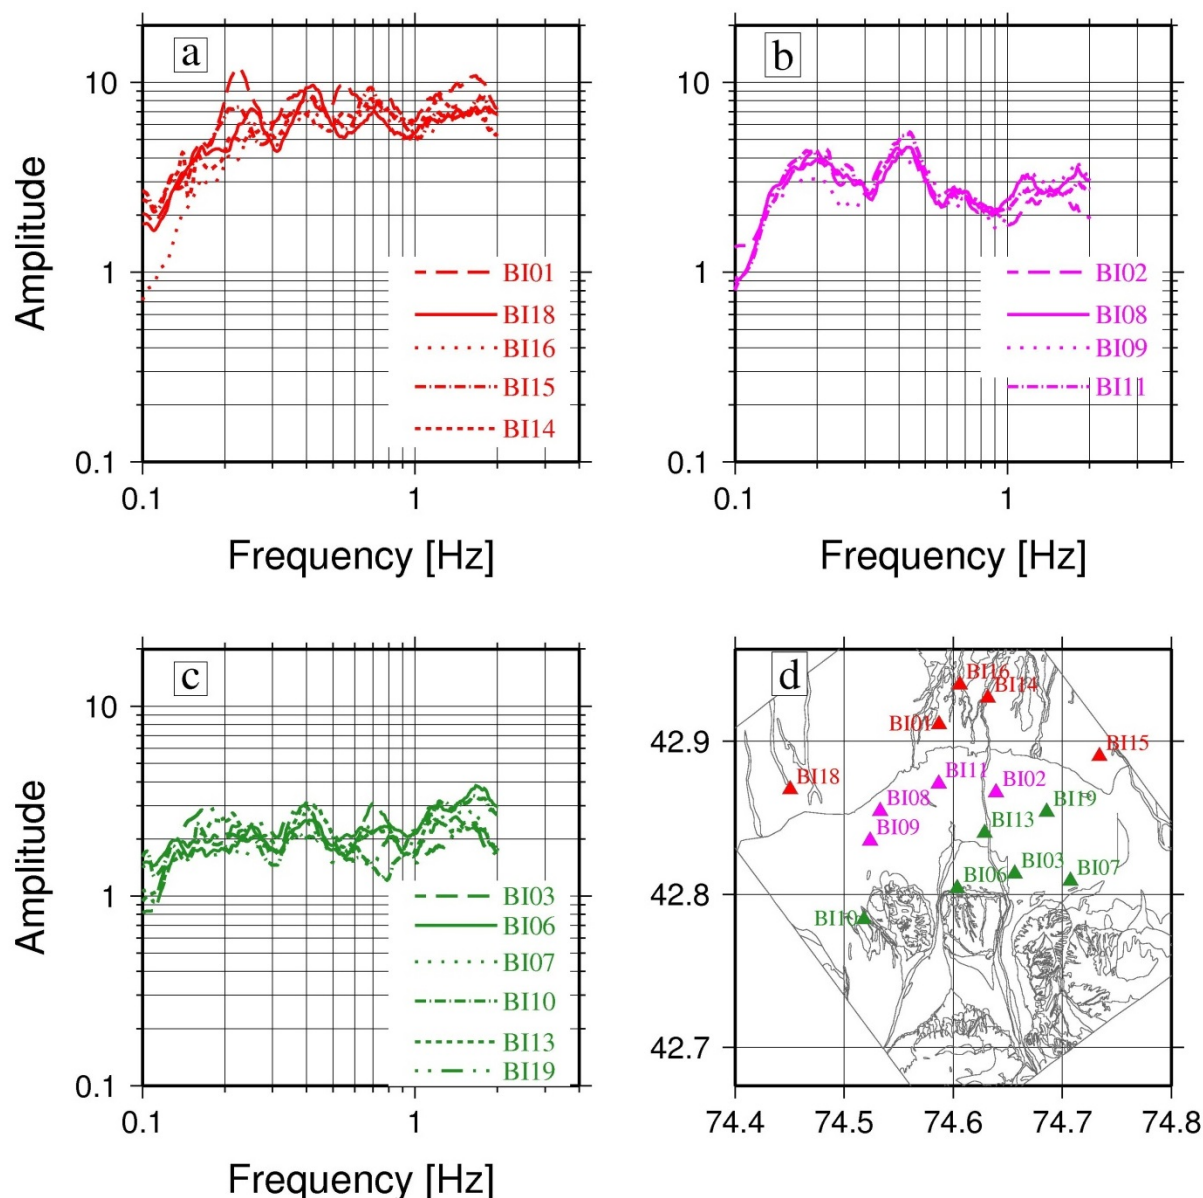 a
10
1
0.1
Amplitude
BI01
BI18
BI16
BI15
BI14
0.1
1
Frequency [Hz]
b
10
1
0.1
BI02
BI08
BI09
BI11
0.1
1
Frequency [Hz]
c
10
1
0.1
Amplitude
BI03
BI06
BI07
BI10
BI13
BI19
0.1
1
Frequency [Hz]
d
42.9
42.8
42.7
BI16
BI14
BI01
BI15
BI18
BI11
BI02
BI08
BI19
BI09
BI13
BI03
BI06
BI07
BI10
74.4
74.5
74.6
74.7
74.8